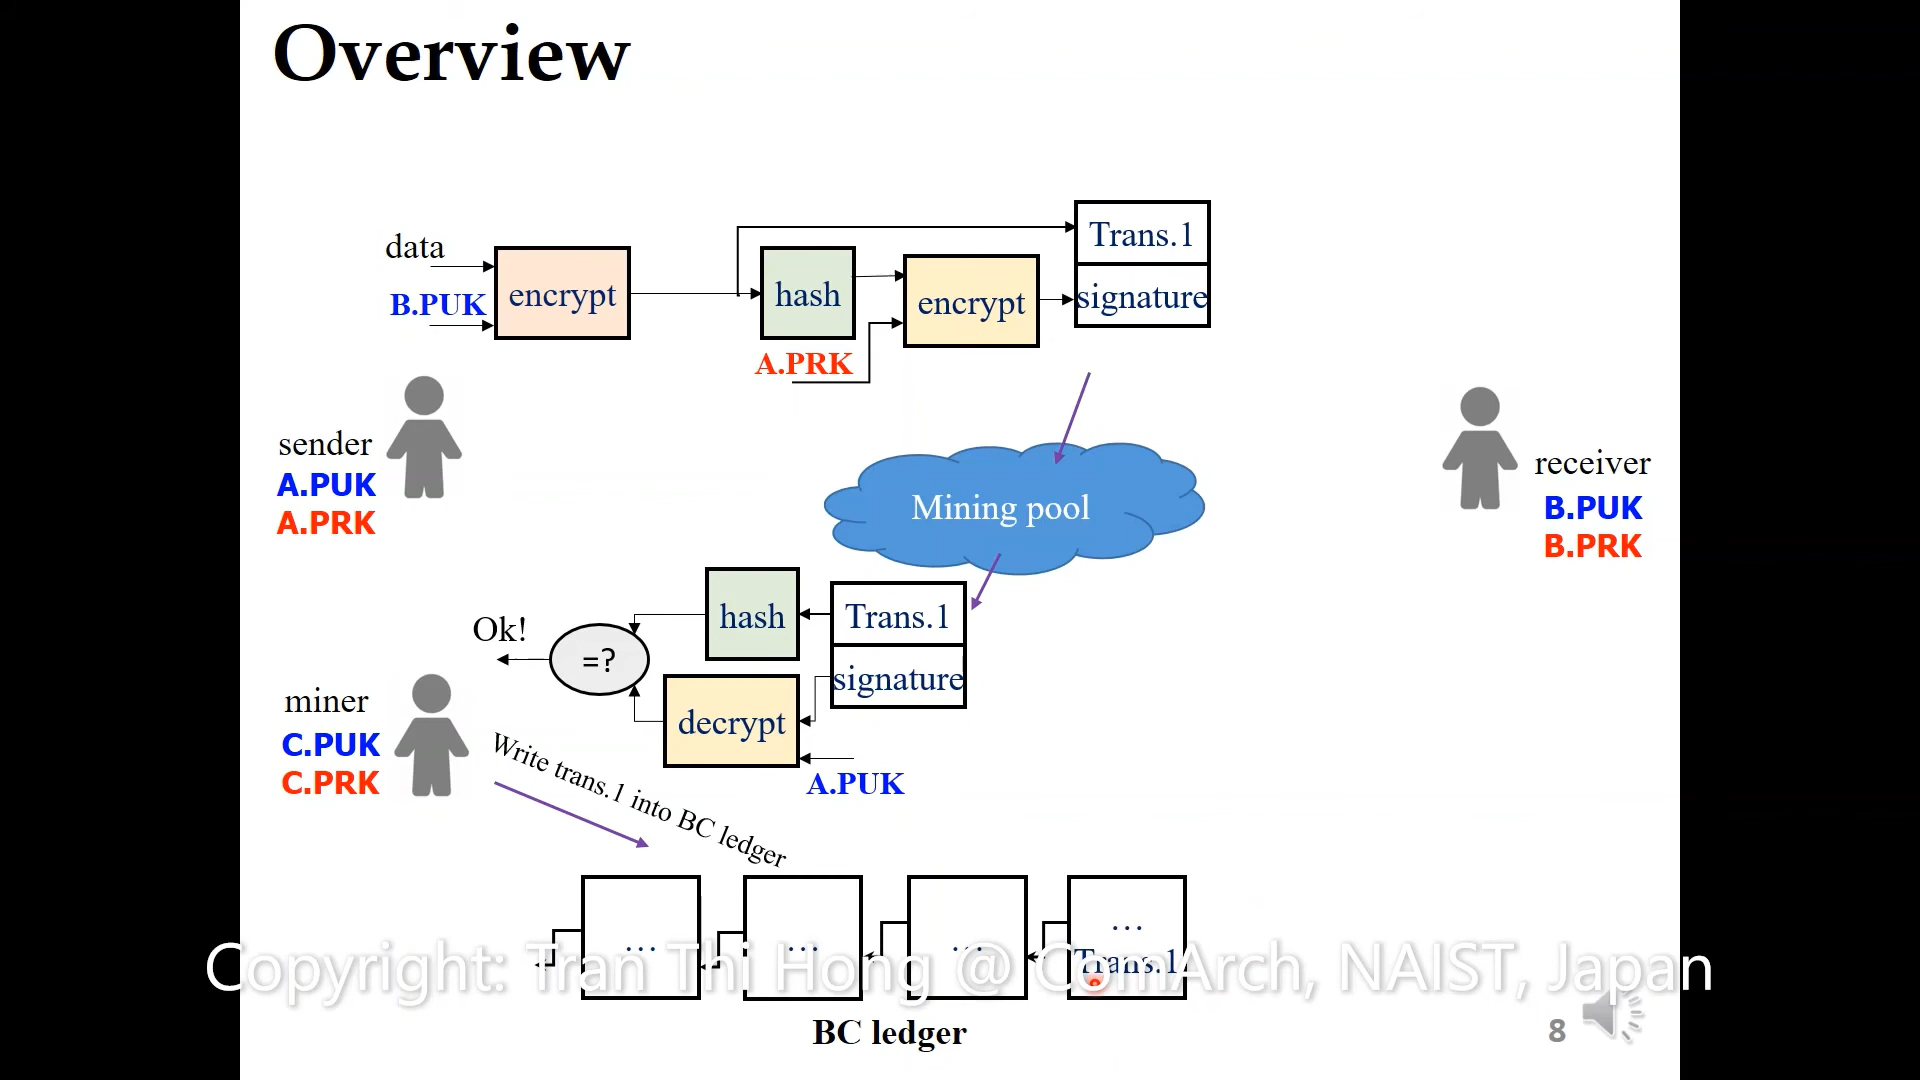 Overview
data
B.PUK
encrypt
hash
A.PRK
encrypt
Trans.1
signature
sender
A.PUK
A.PRK
Mining pool
receiver
B.PUK
B.PRK
Ok!
=?
hash
Trans.1
signature
decrypt
A.PUK
miner
C.PUK
C.PRK
Write trans.1 into BC ledger
...
...
...
...
Trans.1
Copyright: Tran Thi Hong @ ComArch, NAIST, Japan
BC ledger
8